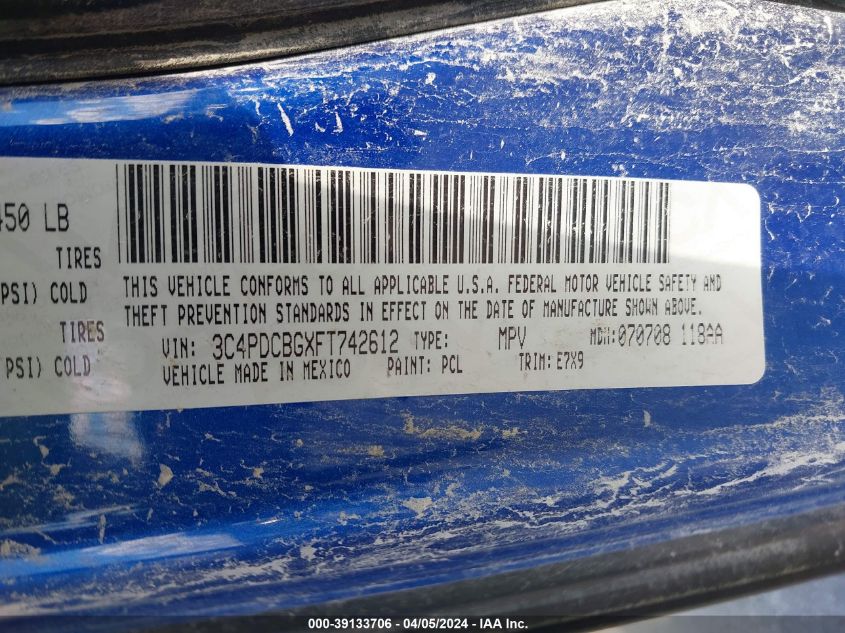 450 LB
TIRES
PSI) COLD
TIRES
PSI) COLD
THIS VEHICLE CONFORMS TO ALL APPLICABLE U.S.A. FEDERAL MOTOR VEHICLE SAFETY AND
THEFT PREVENTION STANDARDS IN EFFECT ON THE DATE OF MANUFACTURE SHOWN ABOVE.
VIN: 3C4PDCBGXFT742612 TYPE: MPV MDH:070708 118AA
VEHICLE MADE IN MEXICO PAINT: PCL TRIM: E7X9
000-39133706 - 04/05/2024 - IAA Inc.